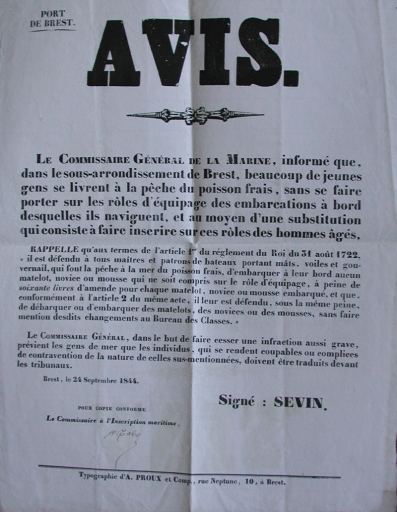 PORT
DE BREST.
AVIS.
Le Commissaire Général de la Marine, informé que,
dans le sous-arrondissement de Brest, beaucoup de jeunes
gens se livrent à la pêche du poisson frais, sans se faire
porter sur les rôles d'équipage des embarcations à bord
desquelles ils naviguent, et au moyen d'une substitution
qui consiste à faire inscrire sur ces rôles des hommes âgés,
RAPPELLE qu'aux termes de l'article 1er du réglement du Roi du 31 août 1722,
« il est défendu à tous maîtres et patrons de bateaux portant mâts, voiles et gou-
vernail, qui font la pêche à la mer du poisson frais, d'embarquer à leur bord aucun
matelot, novice ou mousse qui ne soit compris sur le rôle d'équipage, à peine de
soixante livres d'amende pour chaque matelot, novice ou mousse embarqué, et que,
conformément à l'article 2 du même acte, il leur est défendu, sous la même peine,
de débarquer ou d'embarquer des matelots, des novices ou des mousses, sans faire
mention desdits changements au Bureau des Classes. »
Le Commissaire Général, dans le but de faire cesser une infraction aussi grave,
prévient les gens de mer que les individus, qui se rendent coupables ou complices
de contravention de la nature de celles sus-mentionnées, doivent être traduits devant
les tribunaux.
Brest, le 24 Septembre 1844.
Signé : SEVIN.
POUR COPIE CONFORME
Le Commissaire à l'Inscription maritime,
Typographie d'A. PROUX et Comp., rue Neptune, 10, à Brest.